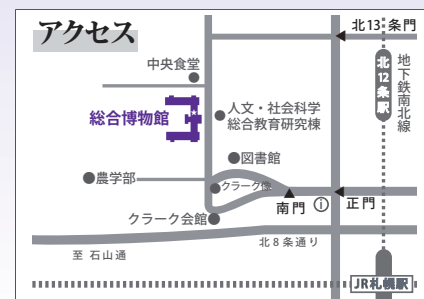 アクセス
北13条門
地下鉄南北線
北12条駅
中央食堂
総合博物館
人文・社会科学
総合教育研究棟
図書館
農学部
クラーク像
南門
i
正門
クラーク会館
北8条通り
至 石山通
JR札幌駅